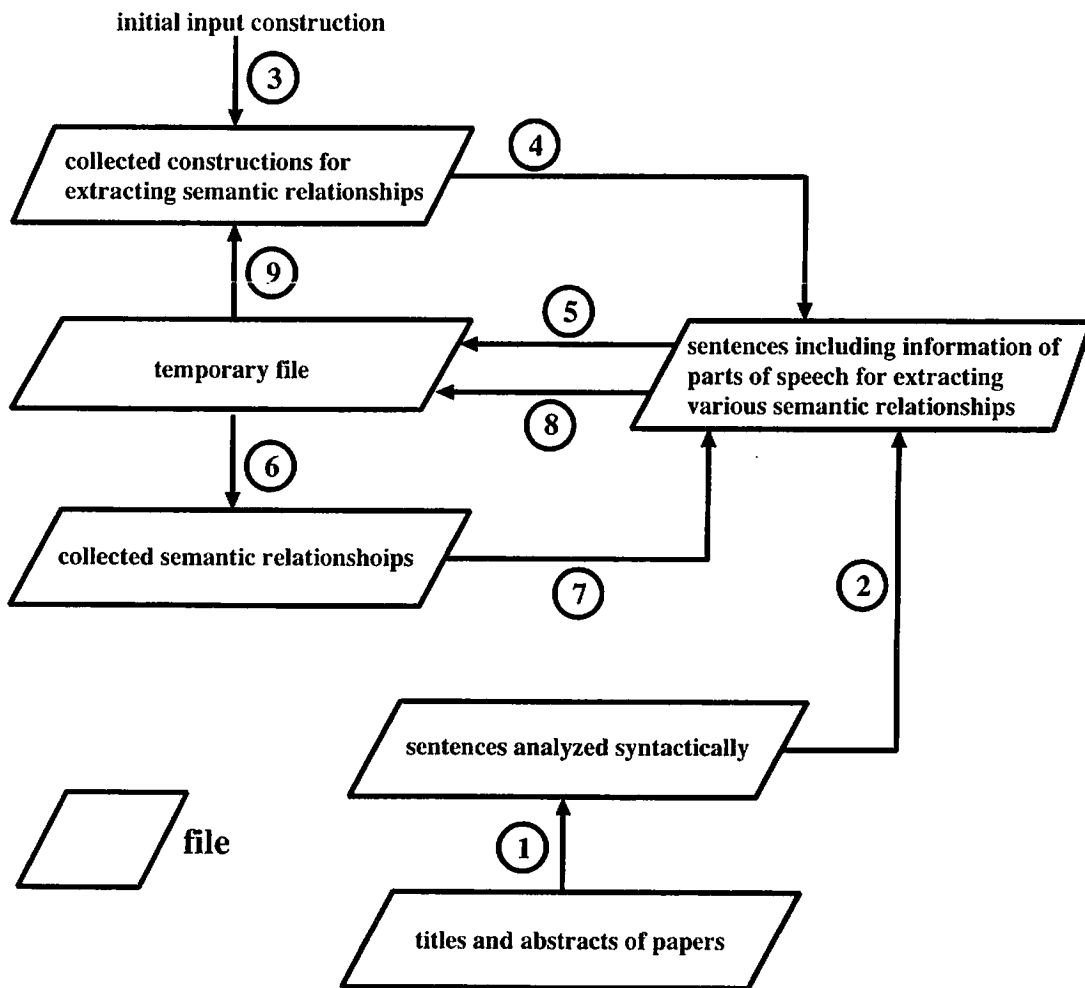 initial input construction
3
collected constructions for
extracting semantic relationships
4
9
5
temporary file
sentences including information of
parts of speech for extracting
various semantic relationships
8
6
collected semantic relationshoips
7
2
sentences analyzed syntactically
file
1
titles and abstracts of papers